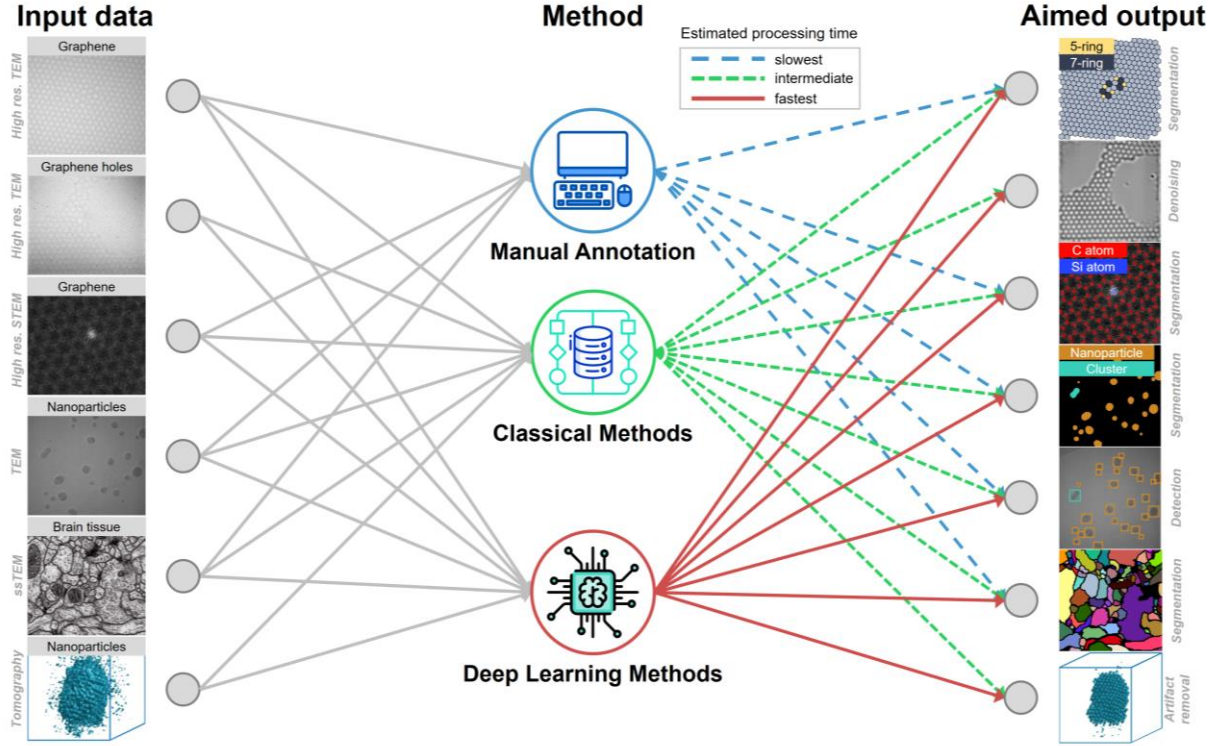 Input data
Method
Aimed output
Graphene
High res. TEM
Graphene holes
High res. TEM
Graphene
High res. STEM
Nanoparticles
TEM
Brain tissue
ssTEM
Nanoparticles
Tomography
Estimated processing time
slowest
intermediate
fastest
Manual Annotation
Classical Methods
Deep Learning Methods
5-ring
7-ring
Segmentation
Denoising
C atom
Si atom
Segmentation
Nanoparticle
Cluster
Segmentation
Detection
Segmentation
Artifact
removal